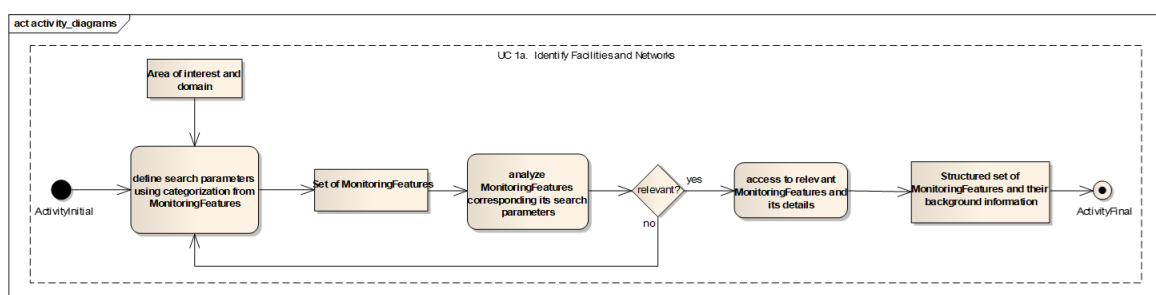 act activity_diagrams
UC 1a. Identify Facilities and Networks
Area of interest and
domain
define search parameters
using categorization from
MonitoringFeatures
Set of MonitoringFeatures
analyze
MonitoringFeatures
corresponding its search
parameters
relevant?
yes
no
access to relevant
MonitoringFeatures and
its details
Structured set of
MonitoringFeatures and their
background information
ActivityInitial
ActivityFinal